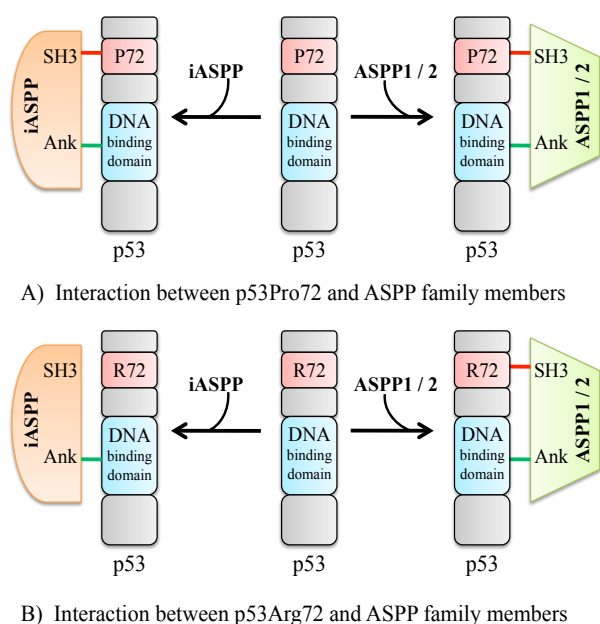 SH3
P72
P72
P72
SH3
iASPP
iASPP
ASPP1 / 2
ASPP1 / 2
Ank
DNA
binding
domain
DNA
binding
domain
DNA
binding
domain
Ank
p53
p53
p53
A) Interaction between p53Pro72 and ASPP family members
SH3
R72
R72
R72
SH3
iASPP
iASPP
ASPP1 / 2
ASPP1 / 2
Ank
DNA
binding
domain
DNA
binding
domain
DNA
binding
domain
Ank
p53
p53
p53
B) Interaction between p53Arg72 and ASPP family members